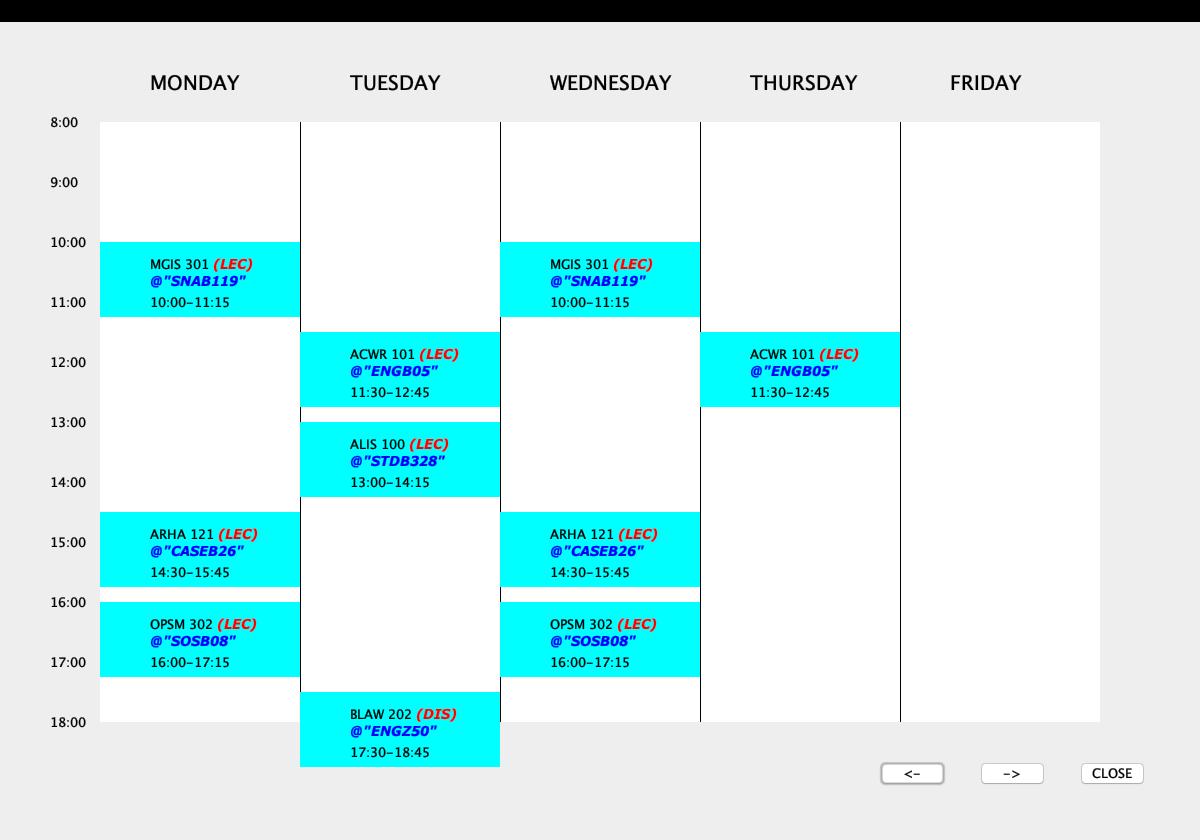 MONDAY TUESDAY WEDNESDAY THURSDAY FRIDAY
8:00
9:00
10:00
MGIS 301 (LEC) MGIS 301 (LEC)
@"SNAB119" @"SNAB119"
11:00 10:00-11:15 10:00-11:15
ACWR 101 (LEC) ACWR 101 (LEC)
12:00 @"ENGB05" @"ENGB05"
11:30-12:45 11:30-12:45
13:00
ALIS 100 (LEC)
@"STDB328"
14:00 13:00-14:15
ARHA 121 (LEC) ARHA 121 (LEC)
15:00 @"CASEB26" @"CASEB26"
14:30-15:45 14:30-15:45
16:00
OPSM 302 (LEC) OPSM 302 (LEC)
@"SOSB08" @"SOSB08"
17:00 16:00-17:15 16:00-17:15
BLAW 202 (DIS)
18:00 @"ENGZ50"
17:30-18:45
<- -> CLOSE